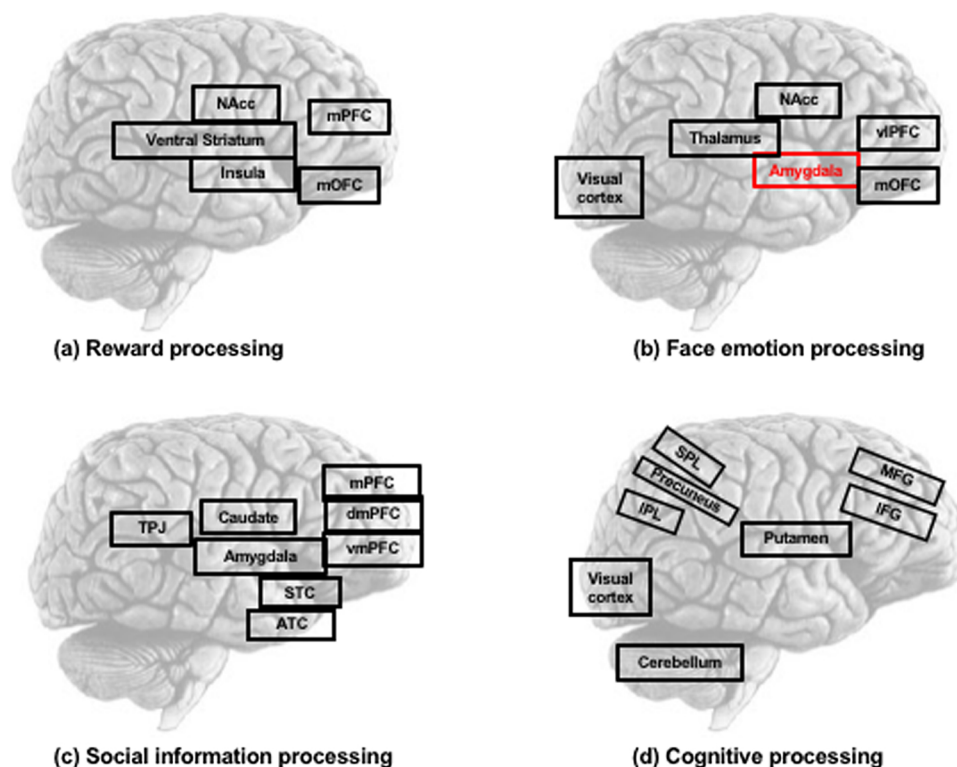 NAcc
mPFC
Ventral Striatum
Insula
mOFC
(a) Reward processing
NAcc
vlPFC
Thalamus
Amygdala
Visual
cortex
mOFC
(b) Face emotion processing
mPFC
Caudate
dmPFC
TPJ
Amygdala
vmPFC
STC
ATC
(c) Social information processing
SPL
MFG
Precuneus
IPL
IFG
Putamen
Visual
cortex
Cerebellum
(d) Cognitive processing